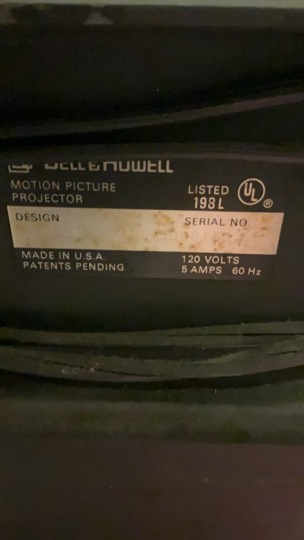 BELL & HOWELL
MOTION PICTURE
PROJECTOR
LISTED
198L
UL
®
DESIGN
SERIAL NO
MADE IN U.S.A.
PATENTS PENDING
120 VOLTS
5 AMPS 60 Hz